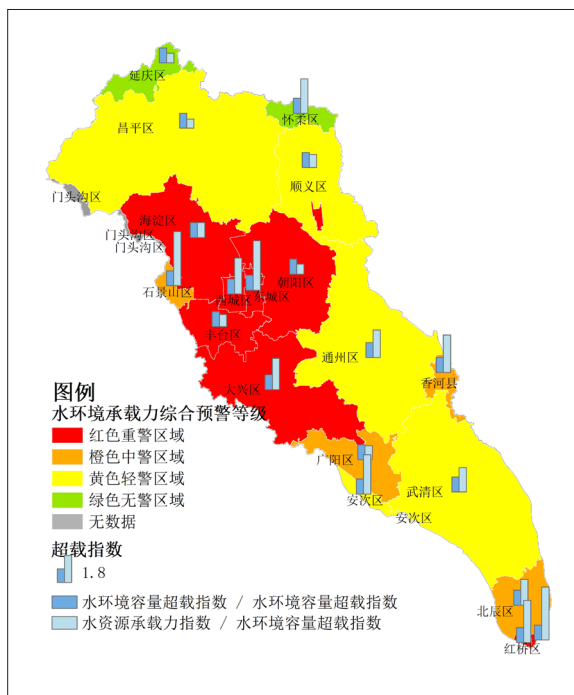 延庆区
怀柔区
昌平区
顺义区
门头沟区
海淀区
门头沟区
门头沟区
朝阳区
石景山区
西城区
东城区
丰台区
通州区
香河县
大兴区
图例
水环境承载力综合预警等级
红色重警区域
橙色中警区域
黄色轻警区域
绿色无警区域
无数据
广阳区
安次区
武清区
安次区
超载指数
1.8
水环境容量超载指数 / 水环境容量超载指数
水资源承载力指数 / 水环境容量超载指数
北辰区
红桥区